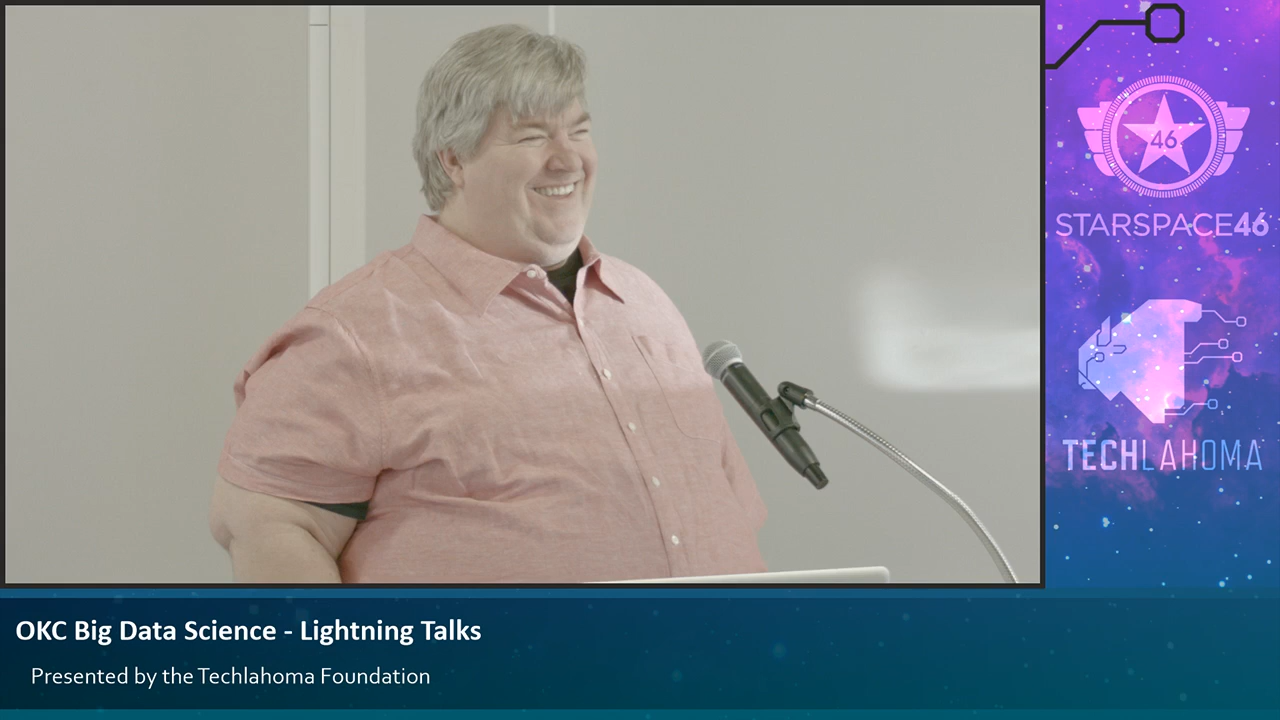 46
STARSPACE46
TECHLAHOMA
OKC Big Data Science - Lightning Talks
Presented by the Techlahoma Foundation